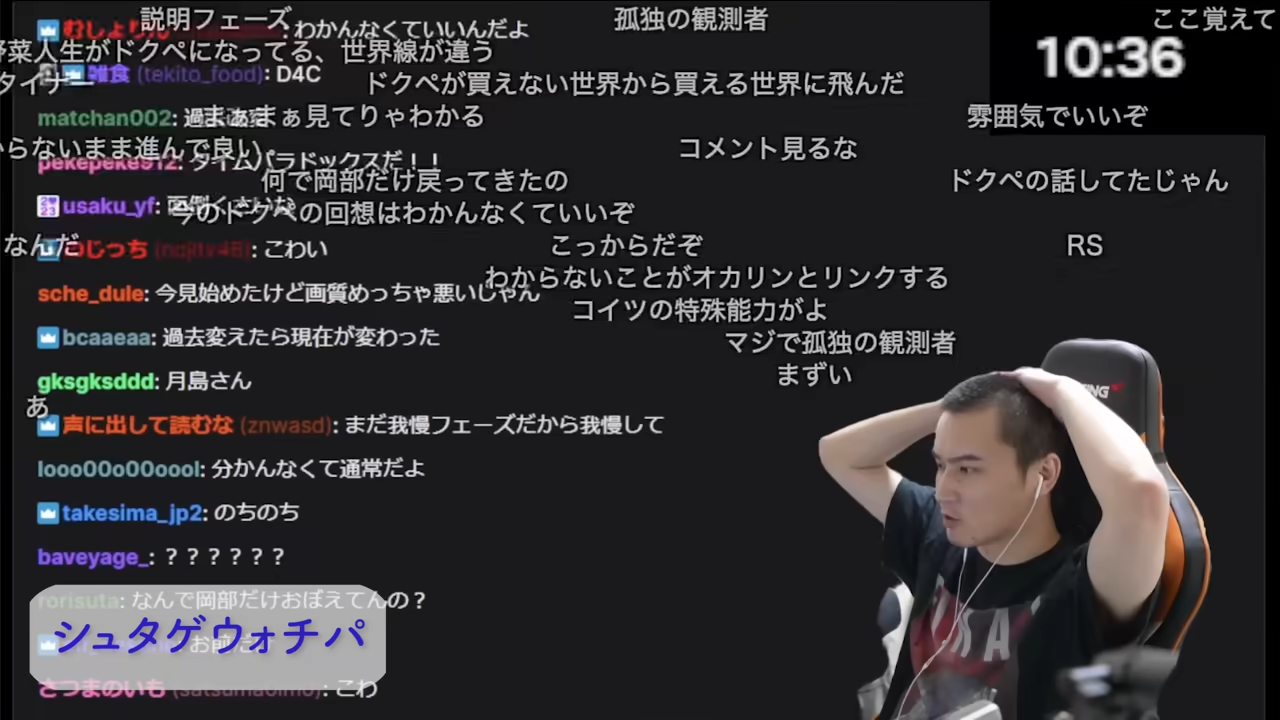 説明フェーズ
孤独の観測者
ここ覚えて
むしょりん: わかんなくていいんだよ
10:36
野菜人生がドクペになってる、世界線が違う
雑食 (tekito_food): D4C
タイナー
ドクペが買えない世界から買える世界に飛んだ
matchan002:
まぁまぁ見てりゃわかる
雰囲気でいいぞ
からないまま進んで良い。
pekepeke912: タイムパラドックスだ！！
コメント見るな
何で岡部だけ戻ってきたの
ドクペの話してたじゃん
usaku_yf: 面倒くさいな
今のドクペの回想はわかんなくていいぞ
なんだ
のじっち: こわい
こっからだぞ
RS
わからないことがオカリンとリンクする
sche_dule: 今見始めたけど画質めっちゃ悪いじゃん
コイツの特殊能力がよ
bcaaeaa: 過去変えたら現在が変わった
マジで孤独の観測者
まずい
gksgksddd: 月島さん
あ
声に出して読むな (znwasd): まだ我慢フェーズだから我慢して
looo00o00oool: 分かんなくて通常だよ
takesima_jp2: のちのち
baveyage_: ？？？？？？
rorisuta: なんで岡部だけおぼえてんの？
シュタゲウォチパ
さつまのいも (satsumaoimo): こわ